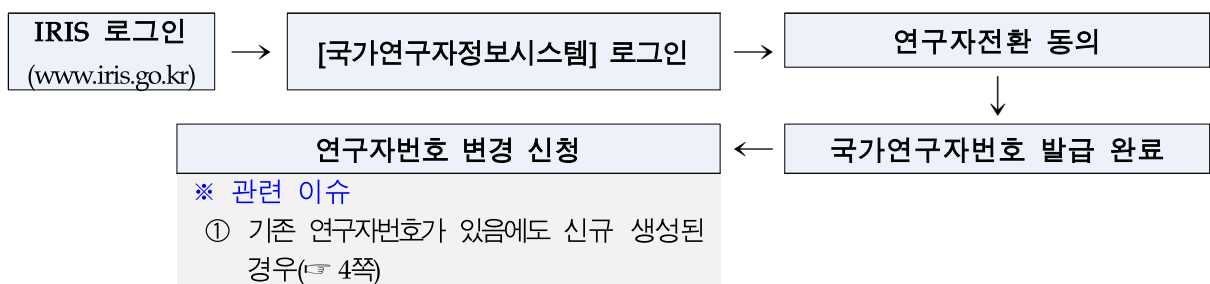 IRIS 로그인
(www.iris.go.kr)
→
[국가연구자정보시스템] 로그인
→
연구자전환 동의
↓
국가연구자번호 발급 완료
←
연구자번호 변경 신청
※ 관련 이슈
① 기존 연구자번호가 있음에도 신규 생성된
경우(☞ 4쪽)